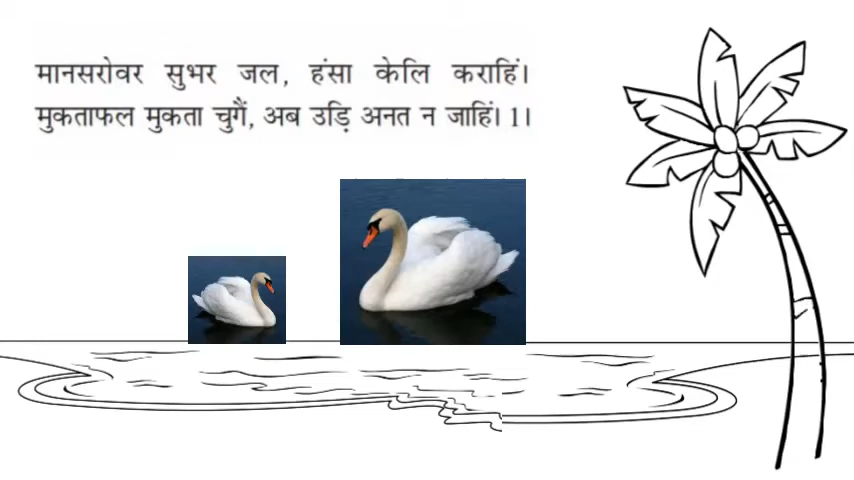 मानसरोवर सुभर जल, हंसा केलि कराहिं।
मुकताफल मुकता चुगैं, अब उड़ि अनत न जाहिं। 1।